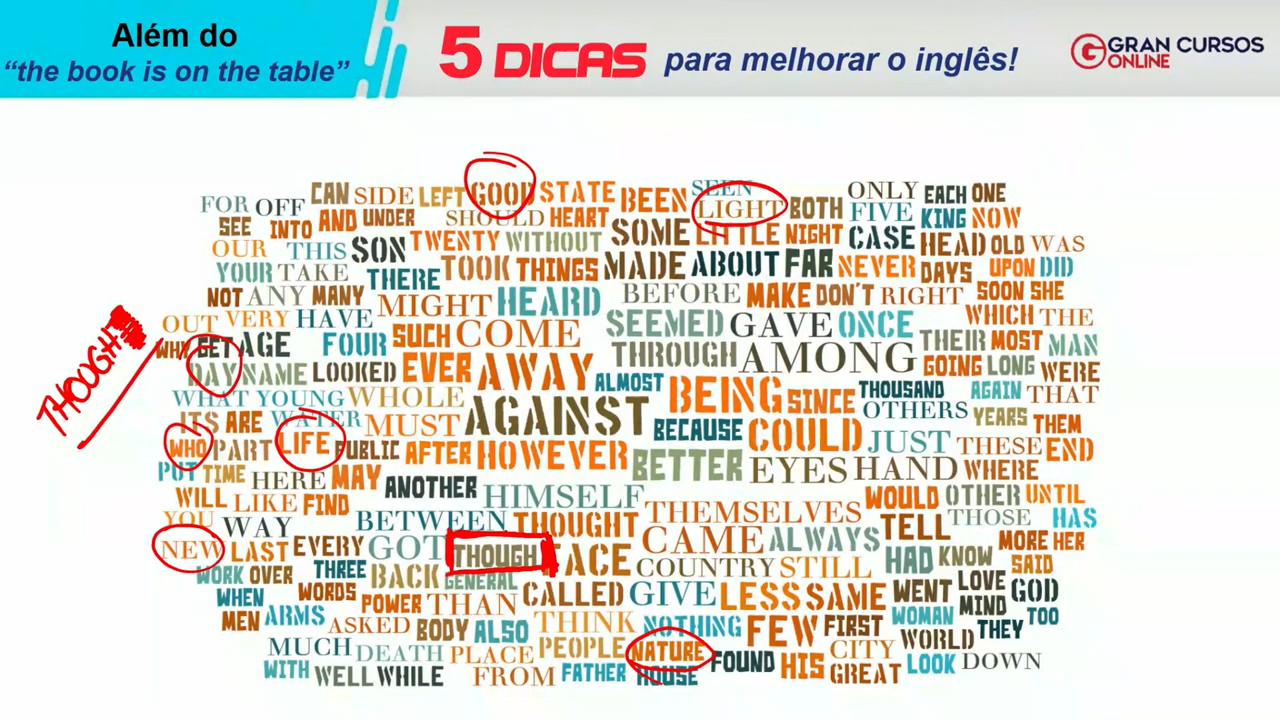 Além do
“the book is on the table”
5 DICAS para melhorar o inglês!
GRAN CURSOS
ONLINE
CAN SIDE LEFT GOOD STATE BEEN SEEN ONLY EACH ONE
FOR OFF LIGHT BOTH FIVE KING NOW
SEE INTO AND UNDER SHOULD HEART SOME LITTLE NIGHT CASE HEAD OLD WAS
OUR THIS SON TWENTY WITHOUT
YOUR TAKE THERE TOOK THINGS MADE ABOUT FAR NEVER DAYS UPON DID
NOT ANY MANY MIGHT HEARD BEFORE MAKE DON'T RIGHT SOON SHE
OUT VERY HAVE SUCH COME SEEMED GAVE ONCE WHICH THE
WHY GET AGE FOUR THROUGH AMONG THEIR MOST MAN
DAY NAME LOOKED EVER AWAY ALMOST BEING SINCE THOUSAND GOING LONG WERE
WHAT YOUNG WHOLE AGAINST OTHERS AGAIN THAT
ITS ARE WATER MUST BECAUSE COULD JUST YEARS THEM
WHO PART LIFE PUBLIC AFTER HOWEVER BETTER EYES HAND THESE END
PUT TIME HERE MAY ANOTHER HIMSELF WHERE
WILL LIKE FIND WOULD OTHER UNTIL
YOU WAY BETWEEN THOUGHT THEMSELVES TELL THOSE HAS
NEW LAST EVERY GOT THOUGH FACE CAME ALWAYS MORE HER
WORK OVER THREE BACK GENERAL COUNTRY STILL HAD KNOW SAID
WHEN WORDS POWER THAN CALLED GIVE LESS SAME WENT LOVE GOD
MEN ARMS ASKED BODY ALSO THINK NOTHING FEW FIRST WOMAN MIND TOO
MUCH DEATH PLACE PEOPLE NATURE CITY WORLD THEY
WITH WELL WHILE FROM FATHER HOUSE FOUND HIS GREAT LOOK DOWN
THOUGH